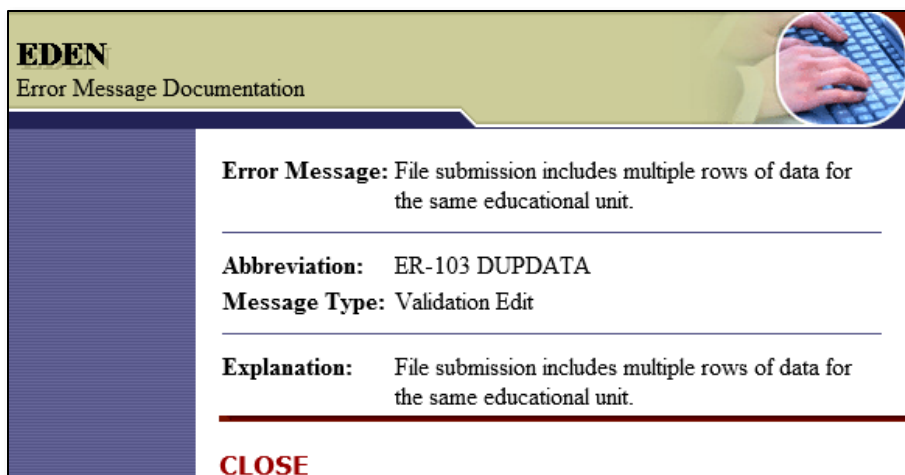 EDEN
Error Message Documentation
Error Message: File submission includes multiple rows of data for
the same educational unit.
Abbreviation: ER-103 DUPDATA
Message Type: Validation Edit
Explanation: File submission includes multiple rows of data for
the same educational unit.
CLOSE